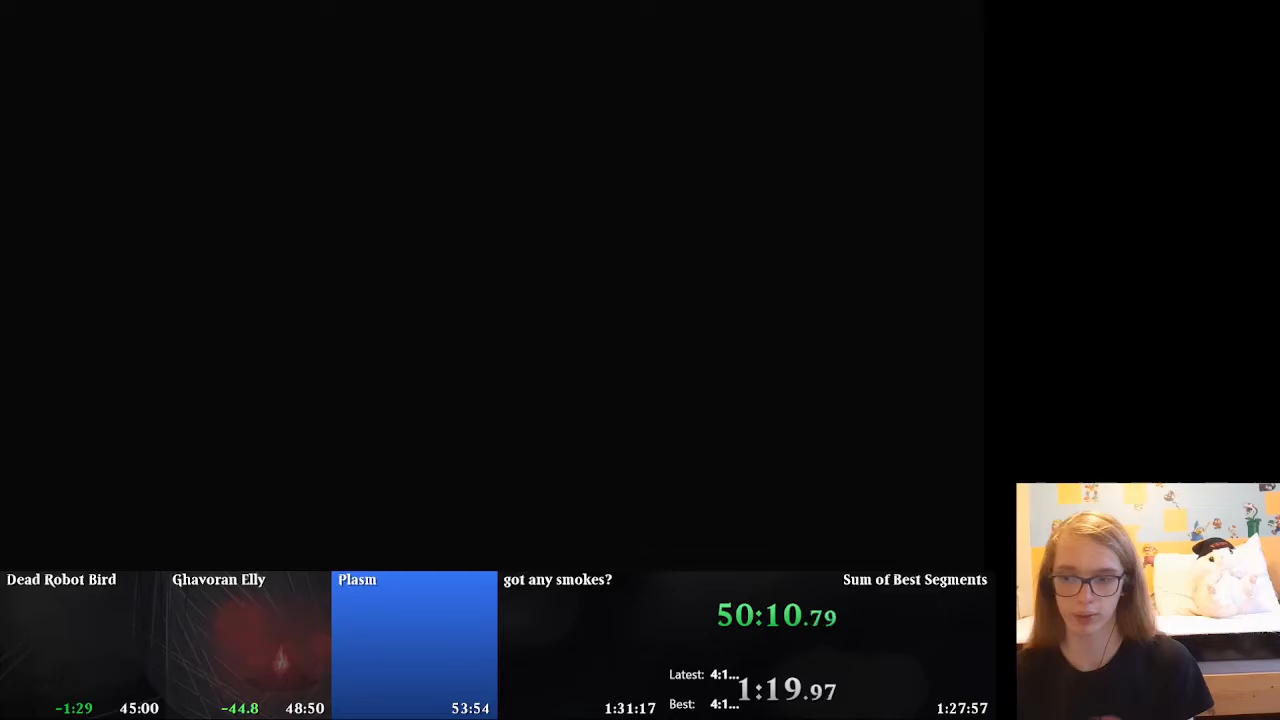 Dead Robot Bird
-1:29 45:00
Ghavoran Elly
-44.8 48:50
Plasm
53:54
got any smokes?
1:31:17
50:10.79
Latest: 4:1...
Best: 4:1...
1:19.97
Sum of Best Segments
1:27:57